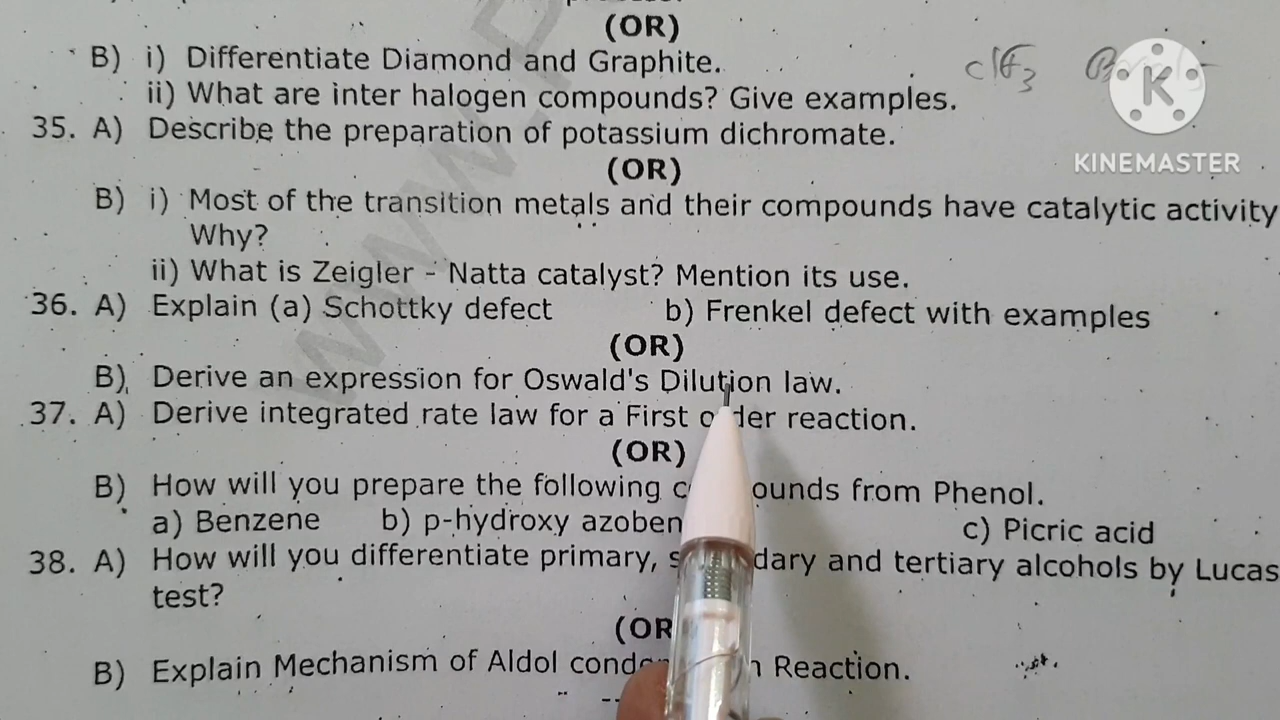 (OR)
B) i) Differentiate Diamond and Graphite.
ClF3
ii) What are inter halogen compounds? Give examples.
K
KINEMASTER
35. A) Describe the preparation of potassium dichromate.
(OR)
B) i) Most of the transition metals and their compounds have catalytic activity
Why?
ii) What is Zeigler - Natta catalyst? Mention its use.
36. A) Explain (a) Schottky defect b) Frenkel defect with examples
(OR)
B) Derive an expression for Oswald's Dilution law.
37. A) Derive integrated rate law for a First order reaction.
(OR)
B) How will you prepare the following compounds from Phenol.
a) Benzene b) p-hydroxy azoben c) Picric acid
38. A) How will you differentiate primary, secondary and tertiary alcohols by Lucas
test?
(OR
B) Explain Mechanism of Aldol condensation Reaction.